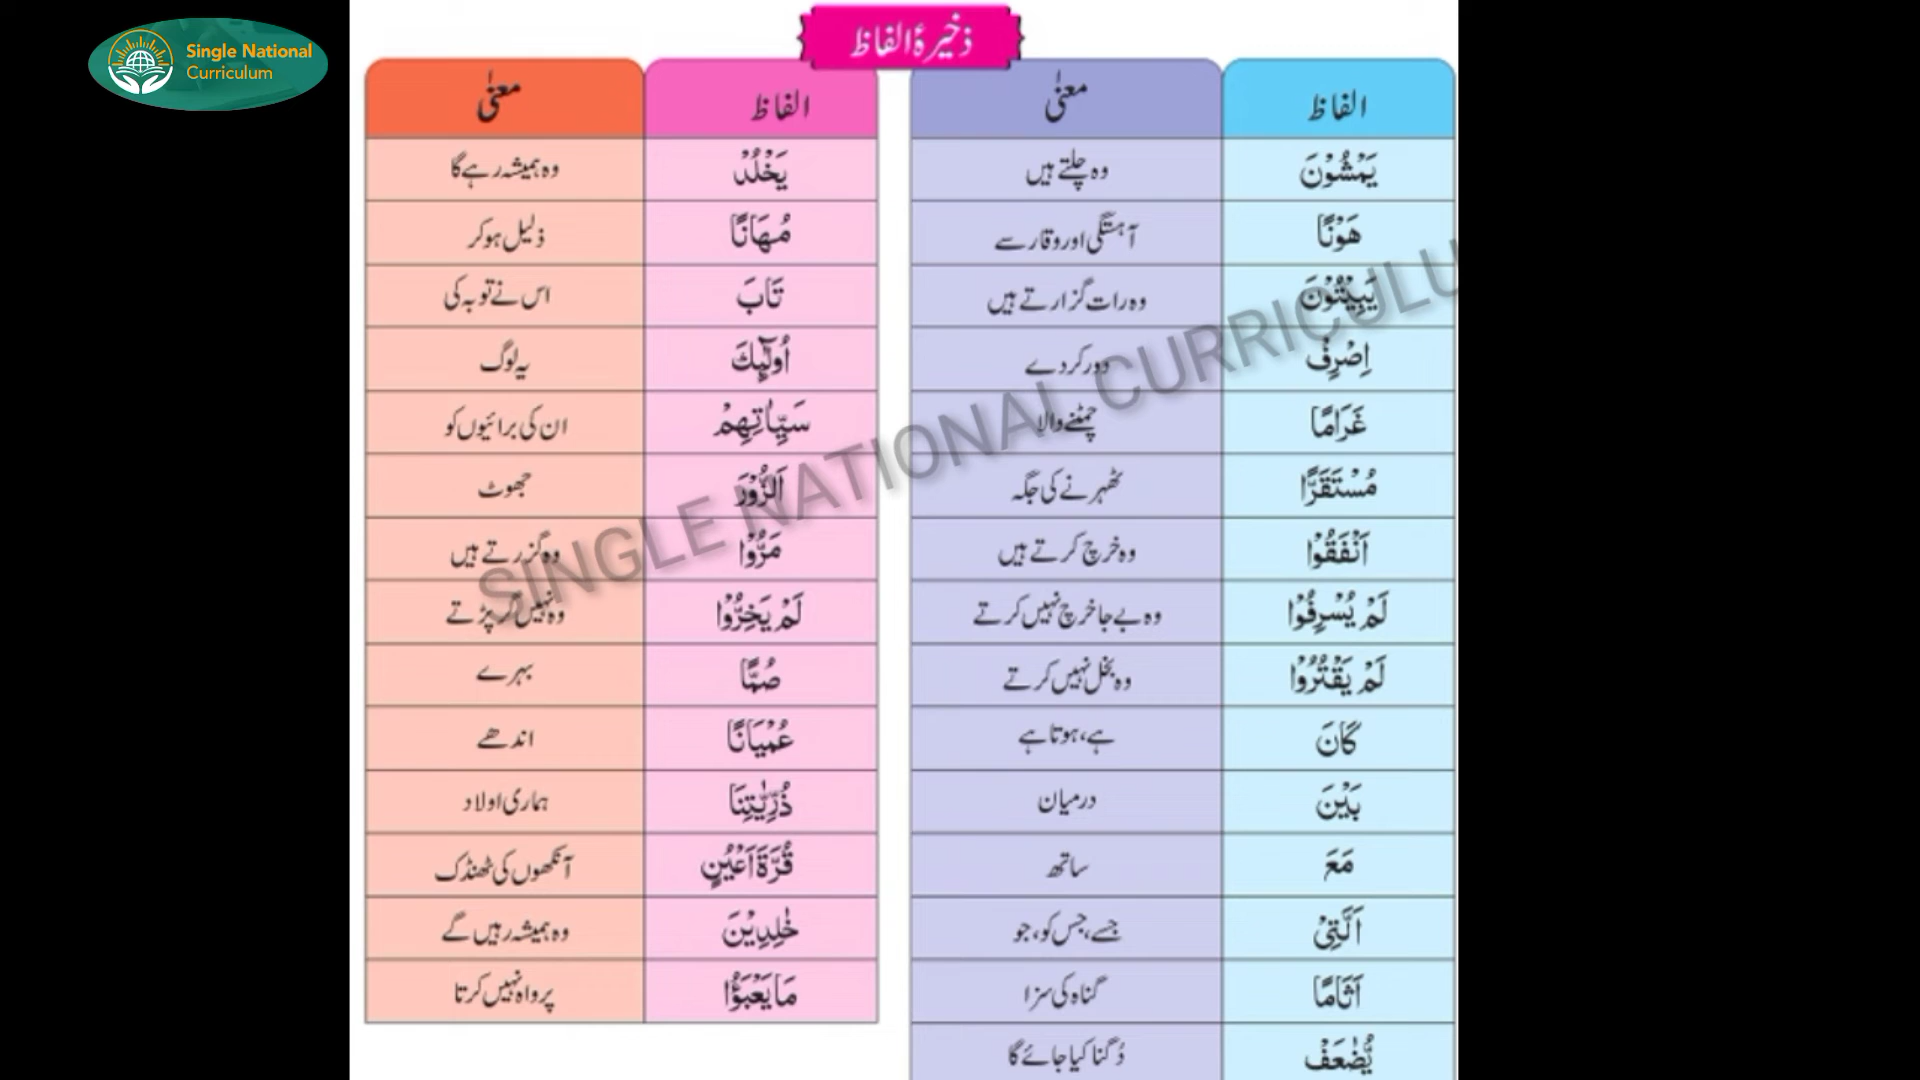 Single National
Curriculum
ذخیرۂ الفاظ
الفاظ معنٰی
یَمْشُوْنَ وہ چلتے ہیں
هَوْنًا آہستگی اور وقار سے
یَبِیْتُوْنَ وہ رات گزارتے ہیں
اِصْرِفْ دور کر دے
غَرَامًا چمٹنے والا
مُسْتَقَرًّا ٹھہرنے کی جگہ
اَنْفَقُوْا وہ خرچ کرتے ہیں
لَمْ یُسْرِفُوْا وہ بے جا خرچ نہیں کرتے
لَمْ یَقْتُرُوْا وہ بخل نہیں کرتے
كَانَ ہے، ہوتا ہے
بَیْنَ درمیان
مَعَ ساتھ
اَلَّتِیْ جسے، جس کو، جو
اَثَامًا گناہ کی سزا
یُّضٰعَفْ دُگنا کیا جائے گا
الفاظ معنٰی
یَخْلُدْ وہ ہمیشہ رہے گا
مُهَانًا ذلیل ہو کر
تَابَ اس نے توبہ کی
اُولٰٓىِٕكَ یہ لوگ
سَیِّاٰتِهِمْ ان کی برائیوں کو
اَلزُّوْرَ جھوٹ
مَرُّوْا وہ گزرتے ہیں
لَمْ یَخِرُّوْا وہ نہیں گر پڑتے
صُمًّا بہرے
عُمْیَانًا اندھے
ذُرِّیّٰتِنَا ہماری اولاد
قُرَّةَ اَعْیُنٍ آنکھوں کی ٹھنڈک
خٰلِدِیْنَ وہ ہمیشہ رہیں گے
مَا یَعْبَؤُا پرواہ نہیں کرتا
SINGLE NATIONAL CURRICULU